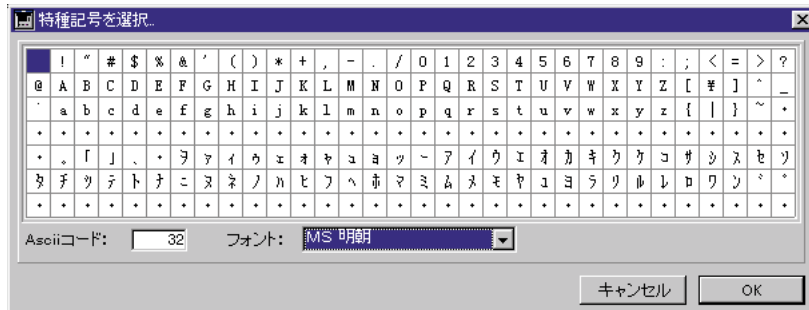 特種記号を選択..
! " # $ % & ' ( ) * + , - . / 0 1 2 3 4 5 6 7 8 9 : ; < = > ?
@ A B C D E F G H I J K L M N O P Q R S T U V W X Y Z [ ¥ ] ^ _
` a b c d e f g h i j k l m n o p q r s t u v w x y z { | } ~ ・
・ ・ ・ ・ ・ ・ ・ ・ ・ ・ ・ ・ ・ ・ ・ ・ ・ ・ ・ ・ ・ ・ ・ ・ ・ ・ ・ ・ ・ ・ ・ ・
・ 。 「 」 、 ・ ヲ ァ ィ ゥ ェ ォ ャ ュ ョ ッ ー ア イ ウ エ オ カ キ ク ケ コ サ シ ス セ ソ
タ チ ツ テ ト ナ ニ ヌ ネ ノ ハ ヒ フ ヘ ホ マ ミ ム メ モ ヤ ユ ヨ ラ リ ル レ ロ ワ ン ゙ ゚
・ ・ ・ ・ ・ ・ ・ ・ ・ ・ ・ ・ ・ ・ ・ ・ ・ ・ ・ ・ ・ ・ ・ ・ ・ ・ ・ ・ ・ ・ ・ ・
Asciiコード: 32 フォント: MS 明朝
キャンセル OK